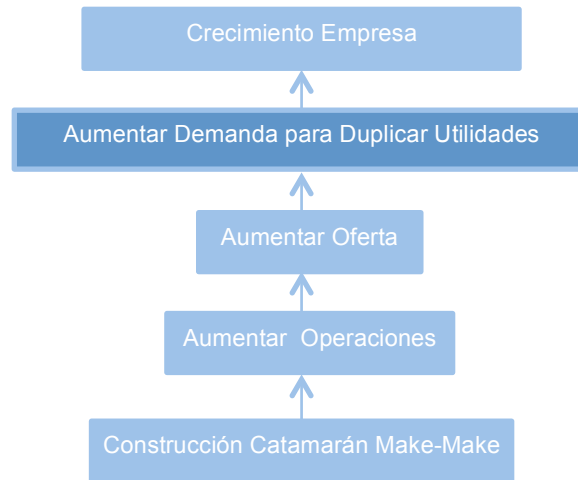 Crecimiento Empresa
Aumentar Demanda para Duplicar Utilidades
Aumentar Oferta
Aumentar Operaciones
Construcción Catamarán Make-Make